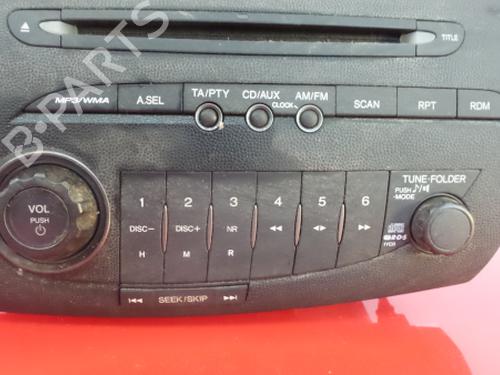 TITLE
MP3/WMA A.SEL TA/PTY CD/AUX AM/FM SCAN RPT RDM
CLOCK
TUNE·FOLDER
PUSH
-MODE
VOL
PUSH
1 2 3 4 5 6
DISC− DISC+ NR
H M R
R·D·S
SEEK/SKIP
B-PARTS